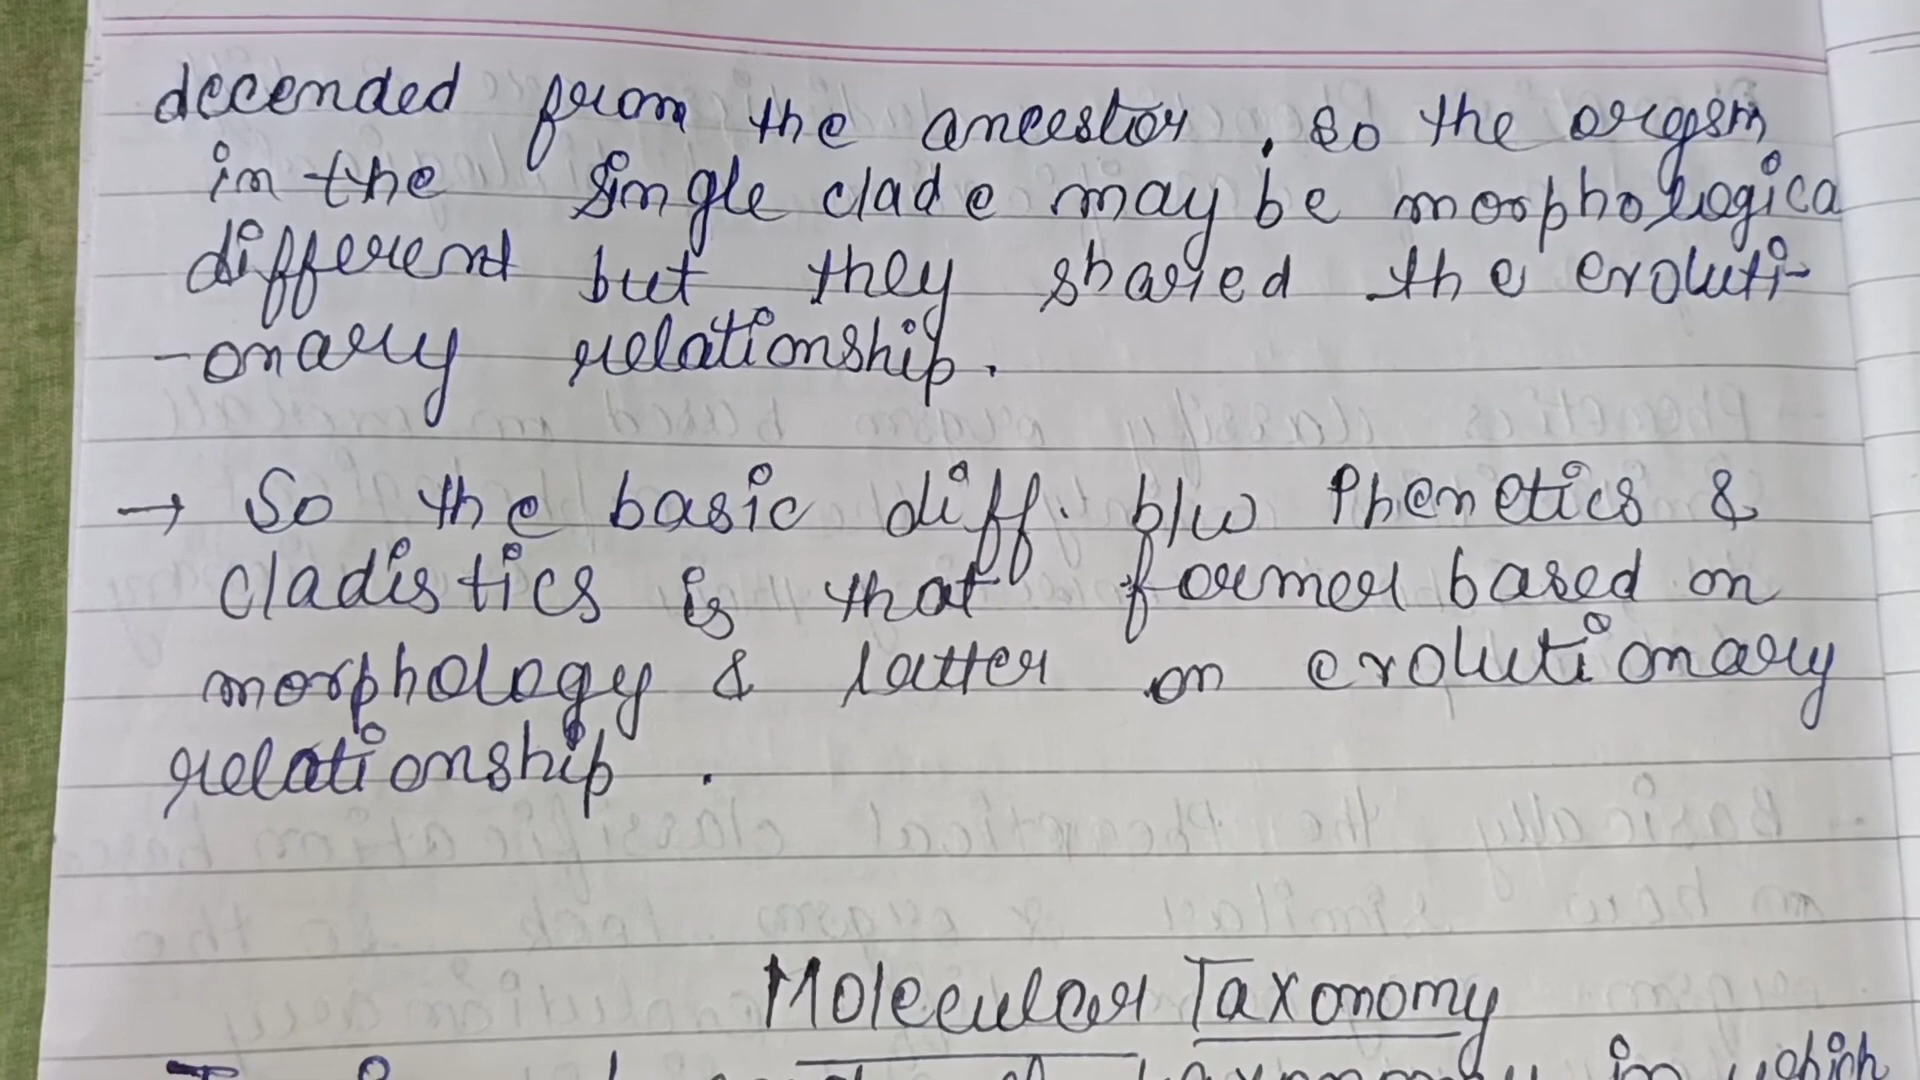 decended from the ancestor, so the orgsm
in the single clade may be morphologica
different but they shared the evoluti-
-onary relationship.
→ So the basic diff. b/w Phenetics &
cladistics is that former based on
morphology & latter on evolutionary
relationship.
Molecular Taxonomy
in which